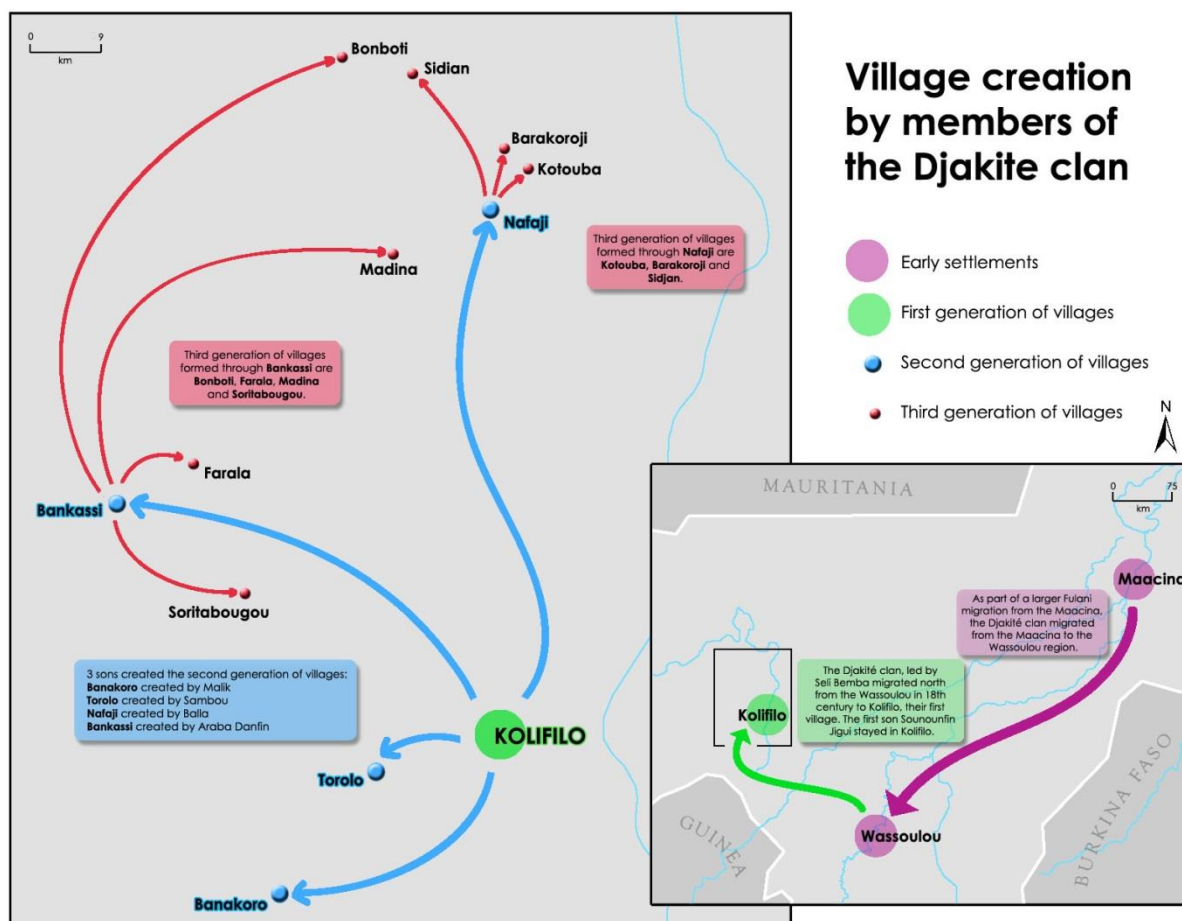 0 9
km
Bonboti
Sidian
Barakoroji
Kotouba
Nafaji
Madina
Third generation of villages
formed through Nafaji are
Kotouba, Barakoroji and
Sidjan.
Third generation of villages
formed through Bankassi are
Bonboti, Farala, Madina
and Soritabougou.
Farala
Bankassi
Soritabougou
3 sons created the second generation of villages:
Banakoro created by Malik
Torolo created by Sambou
Nafaji created by Balla
Bankassi created by Araba Danfin
KOLIFILO
Torolo
Banakoro
Village creation
by members of
the Djakite clan
Early settlements
First generation of villages
Second generation of villages
Third generation of villages
N
0 75
km
MAURITANIA
Maacina
As part of a larger Fulani
migration from the Maacina,
the Djakité clan migrated
from the Maacina to the
Wassoulou region.
The Djakité clan, led by
Seli Bemba migrated north
from the Wassoulou in 18th
century to Kolifilo, their first
village. The first son Sounounfin
Jigui stayed in Kolifilo.
Kolifilo
Wassoulou
GUINEA
BURKINA FASO